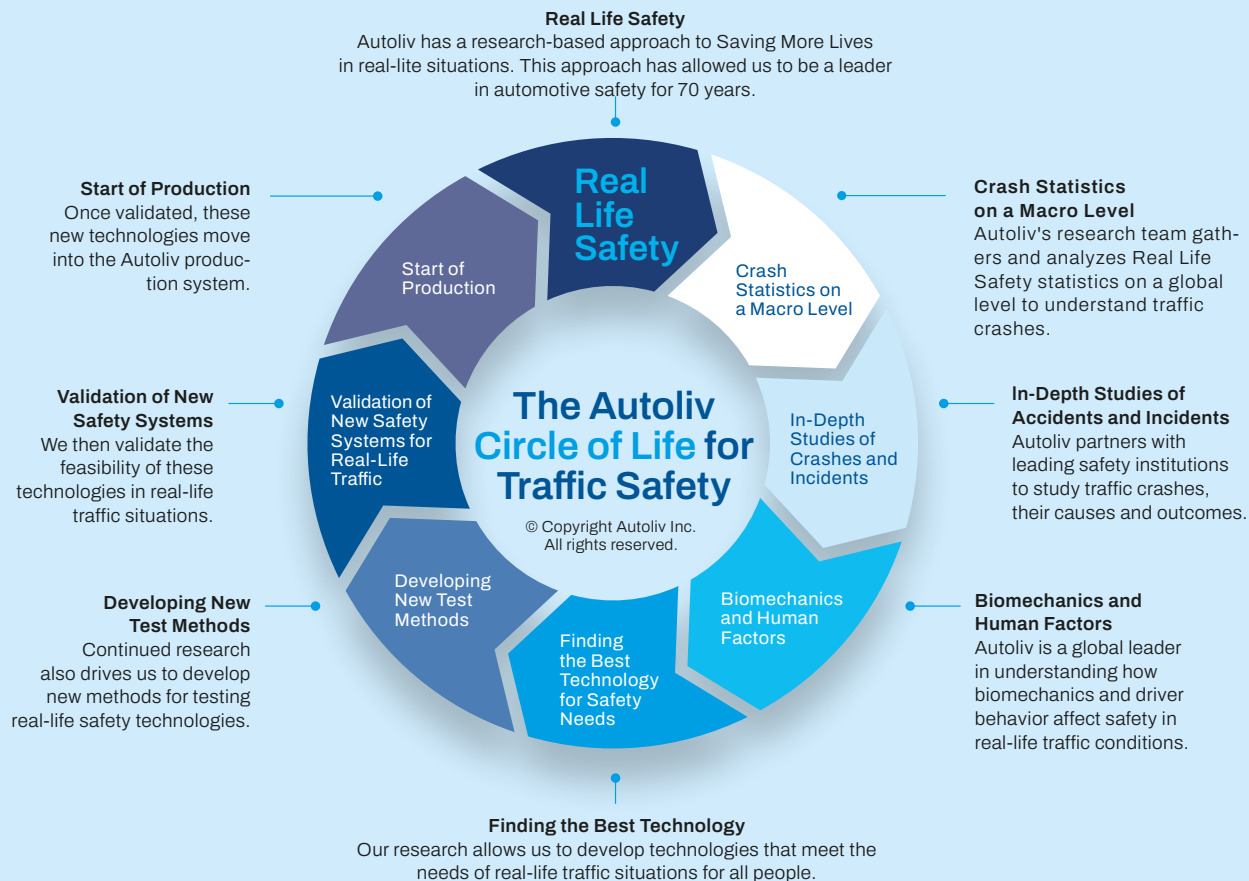 Real Life Safety
Autoliv has a research-based approach to Saving More Lives
in real-lite situations. This approach has allowed us to be a leader
in automotive safety for 70 years.
Real
Life
Safety
Crash Statistics
on a Macro Level
Autoliv's research team gath-
ers and analyzes Real Life
Safety statistics on a global
level to understand traffic
crashes.
Crash
Statistics on
a Macro Level
In-Depth Studies of
Accidents and Incidents
Autoliv partners with
leading safety institutions
to study traffic crashes,
their causes and outcomes.
In-Depth
Studies of
Crashes and
Incidents
Biomechanics and
Human Factors
Autoliv is a global leader
in understanding how
biomechanics and driver
behavior affect safety in
real-life traffic conditions.
Biomechanics
and Human
Factors
Finding
the Best
Technology
for Safety
Needs
Finding the Best Technology
Our research allows us to develop technologies that meet the
needs of real-life traffic situations for all people.
Developing
New Test
Methods
Developing New
Test Methods
Continued research
also drives us to develop
new methods for testing
real-life safety technologies.
Validation of
New Safety
Systems for
Real-Life
Traffic
Validation of New
Safety Systems
We then validate the
feasibility of these
technologies in real-life
traffic situations.
Start of
Production
Start of Production
Once validated, these
new technologies move
into the Autoliv produc-
tion system.
The Autoliv
Circle of Life for
Traffic Safety
© Copyright Autoliv Inc.
All rights reserved.